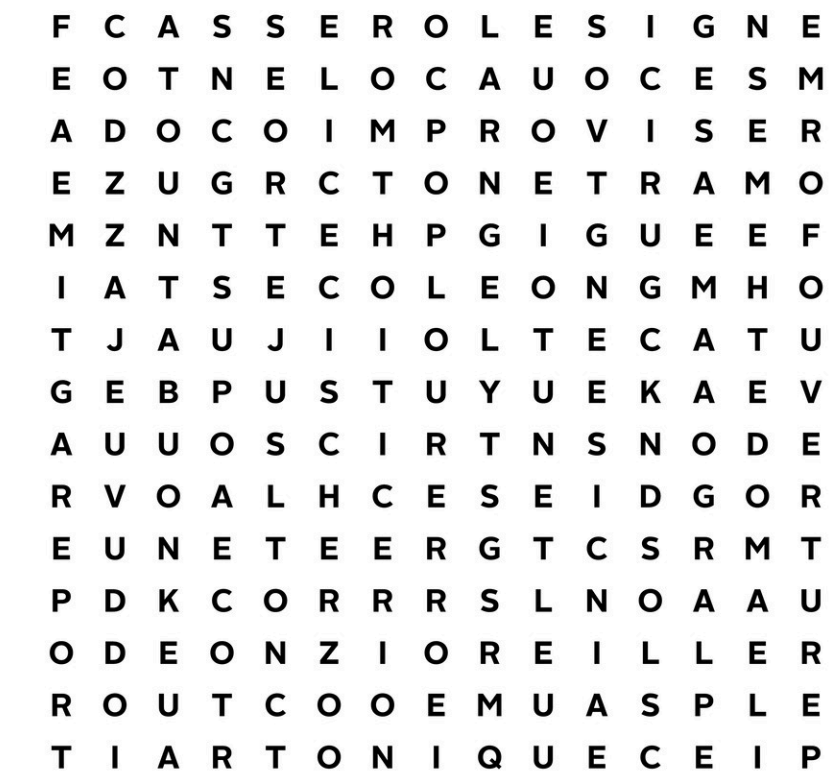 F C A S S E R O L E S I G N E
E O T N E L O C A U O C E S M
A D O C O I M P R O V I S E R
E Z U G R C T O N E T R A M O
M Z N T T E H P G I G U E E F
I A T S E C O L E O N G M H O
T J A U J I I O L T E C A T U
G E B P U S T U Y U E K A E V
A U U O S C I R T N S N O D E
R V O A L H C E S E I D G O R
E U N E T E E R G T C S R M T
P D K C O R R R S L N O A A U
O D E O N Z I O R E I L L E R
R O U T C O O E M U A S P L E
T I A R T O N I Q U E C E I P